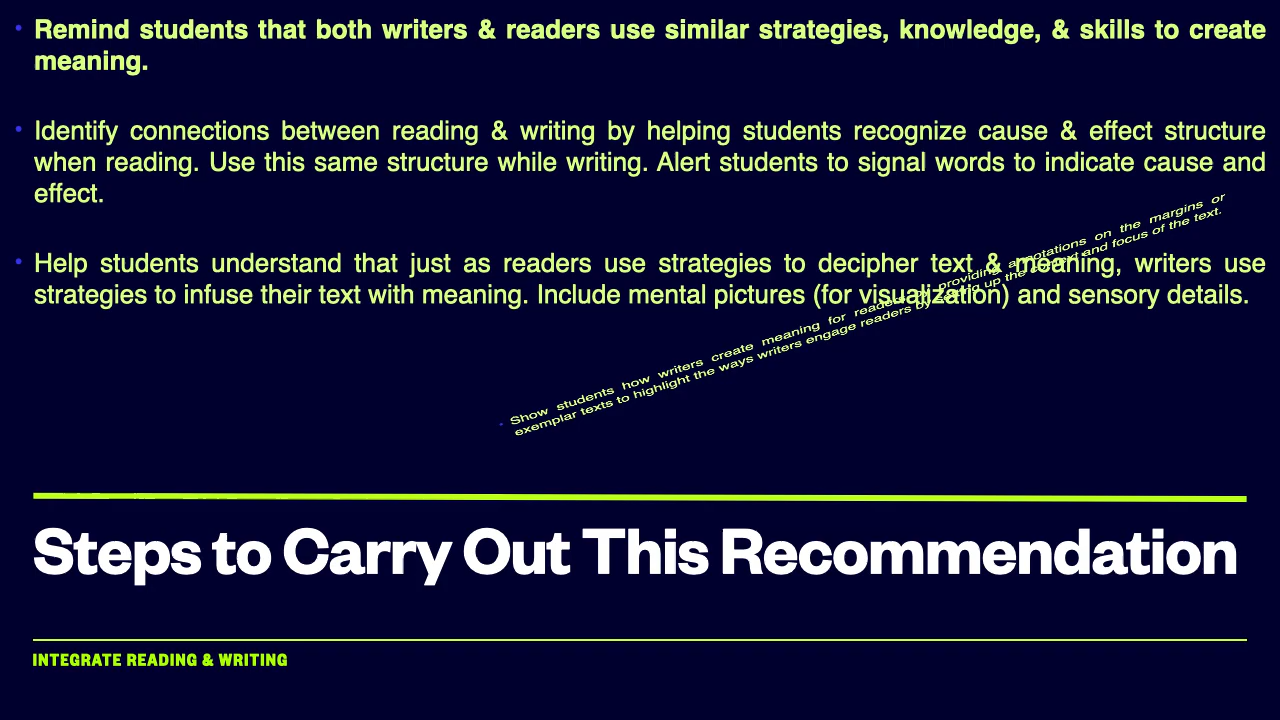 • Remind students that both writers & readers use similar strategies, knowledge, & skills to create
meaning.
• Identify connections between reading & writing by helping students recognize cause & effect structure
when reading. Use this same structure while writing. Alert students to signal words to indicate cause and
effect.
• Help students understand that just as readers use strategies to decipher text & meaning, writers use
strategies to infuse their text with meaning. Include mental pictures (for visualization) and sensory details.
• Show students how writers create meaning for readers by providing annotations on the margins or
exemplar texts to highlight the ways writers engage readers by setting up the context and focus of the text.
Steps to Carry Out This Recommendation
INTEGRATE READING & WRITING